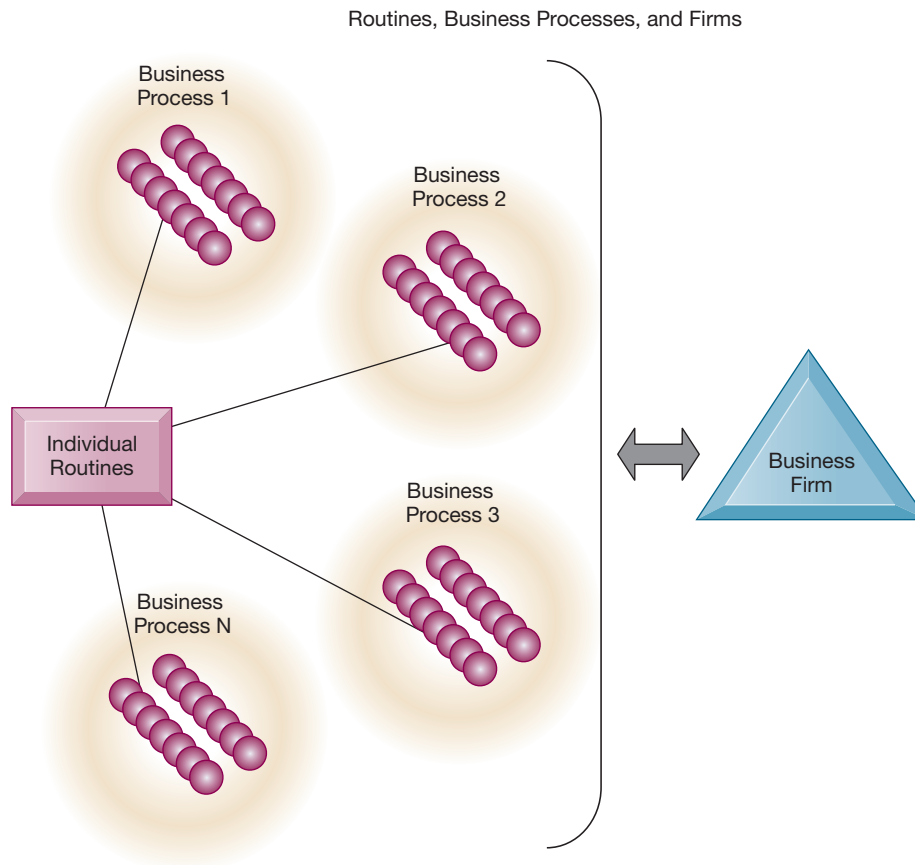 Routines, Business Processes, and Firms
Business
Process 1
Business
Process 2
Individual
Routines
Business
Firm
Business
Process 3
Business
Process N